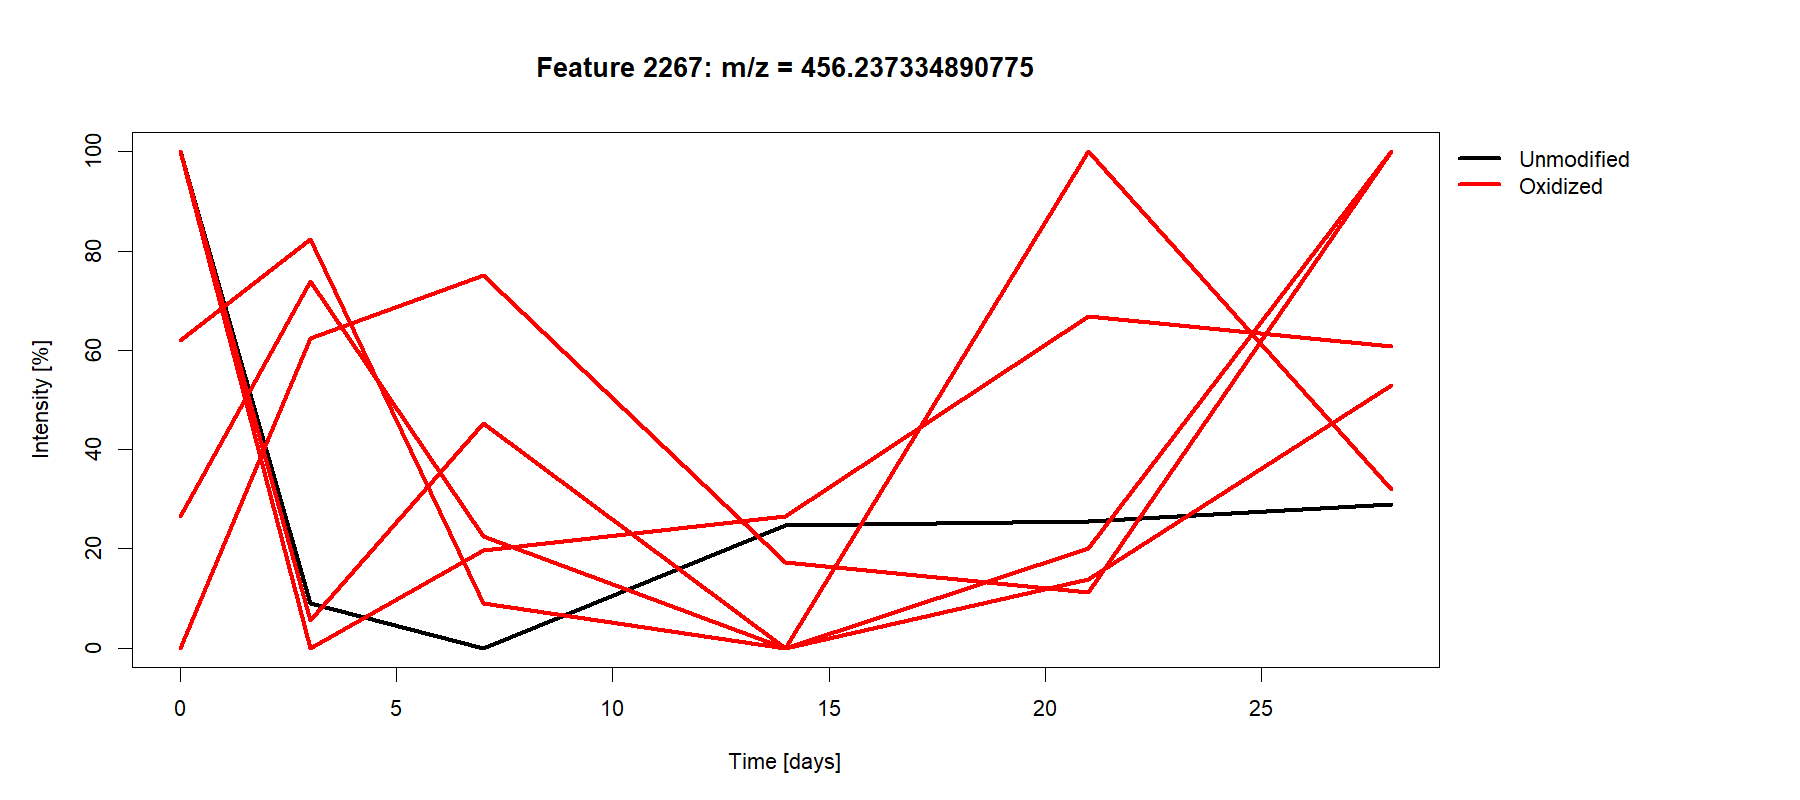 Feature 2267: m/z = 456.237334890775
Unmodified
Oxidized
Intensity [%]
100
80
60
40
20
0
0 5 10 15 20 25
Time [days]